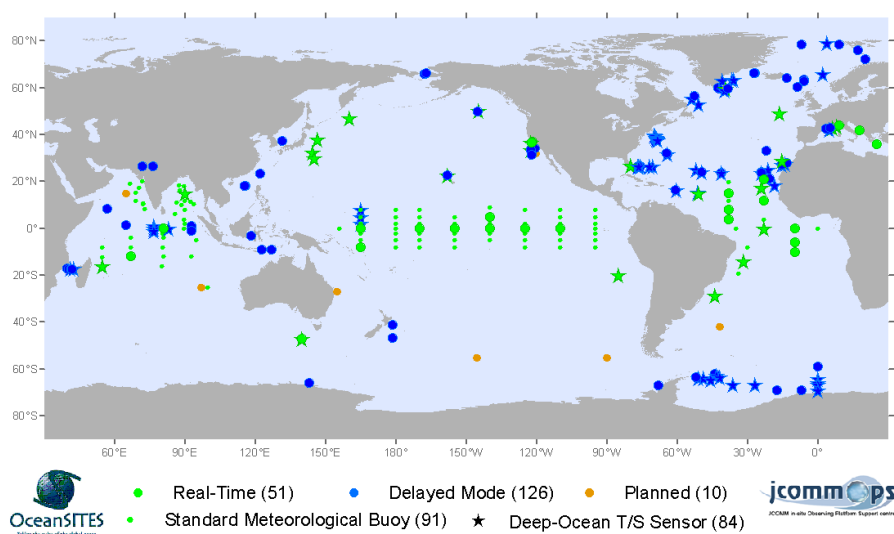 80°N
60°N
40°N
20°N
0°
20°S
40°S
60°S
80°S
60°E
90°E
120°E
150°E
180°
150°W
120°W
90°W
60°W
30°W
0°
Real-Time (51)
Delayed Mode (126)
Planned (10)
Standard Meteorological Buoy (91)
Deep-Ocean T/S Sensor (84)
OceanSITES
jcommops
JCOMM in-situ Observing Platform Support centre